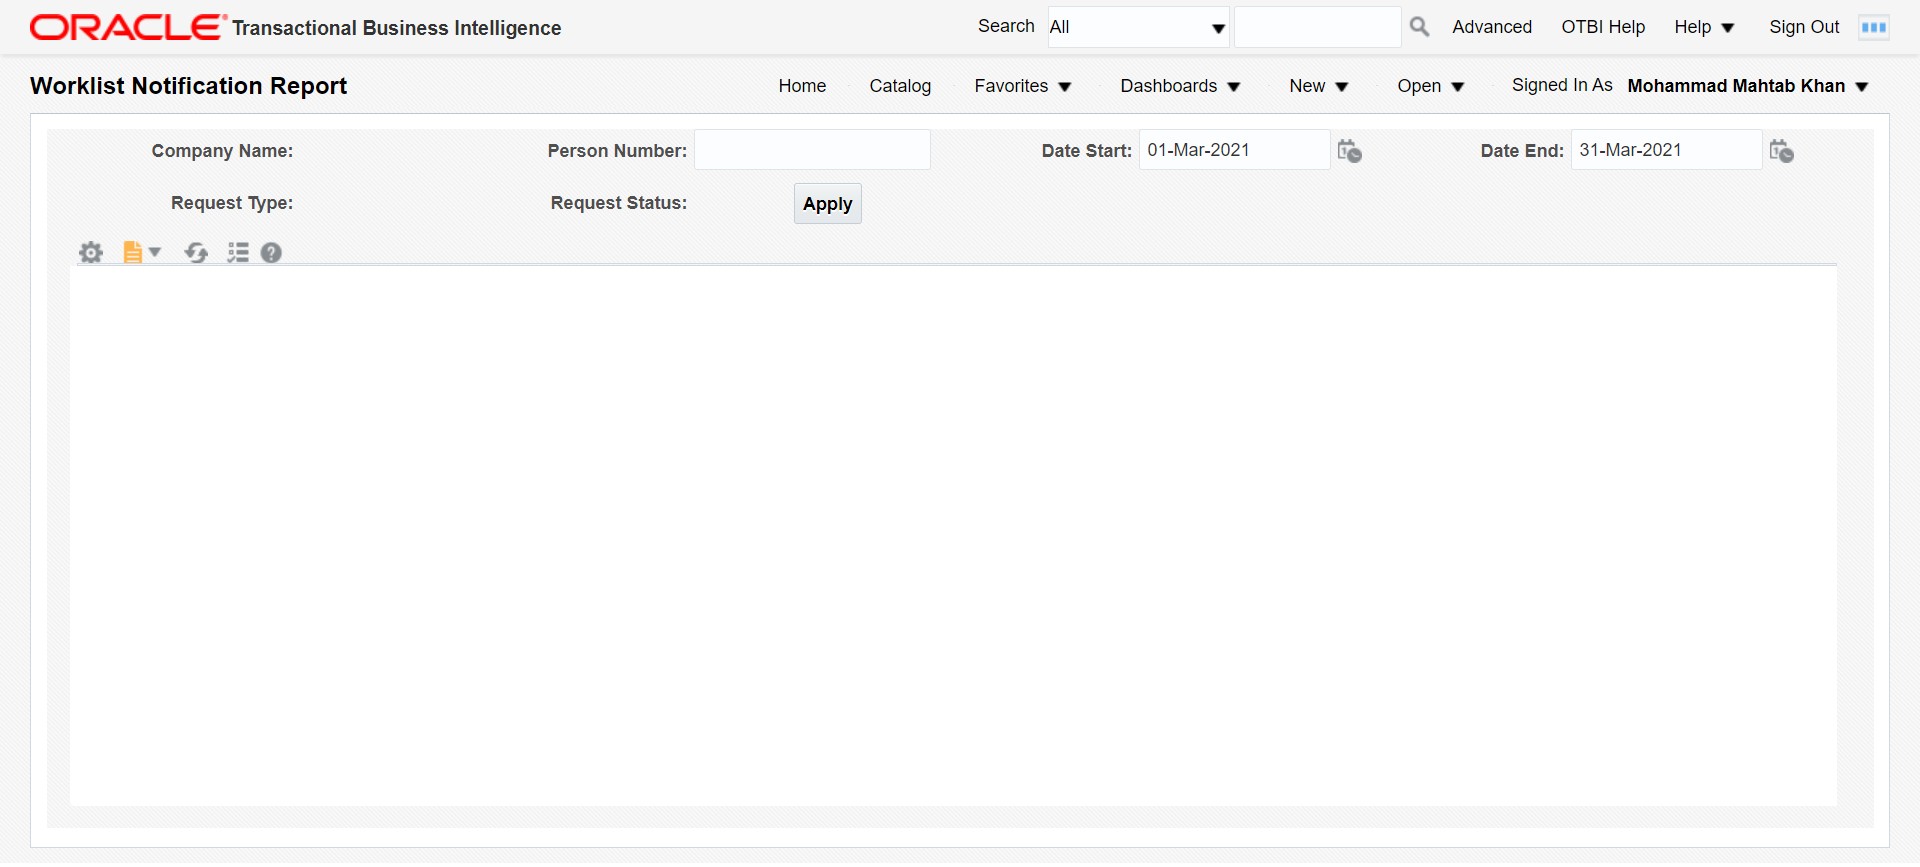 ORACLE Transactional Business Intelligence Search All Advanced OTBI Help Help Sign Out
Worklist Notification Report Home Catalog Favorites Dashboards New Open Signed In As Mohammad Mahtab Khan
Company Name: Person Number: Date Start: 01-Mar-2021 Date End: 31-Mar-2021
Request Type: Request Status: Apply